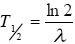 T½ = ln 2 / λ